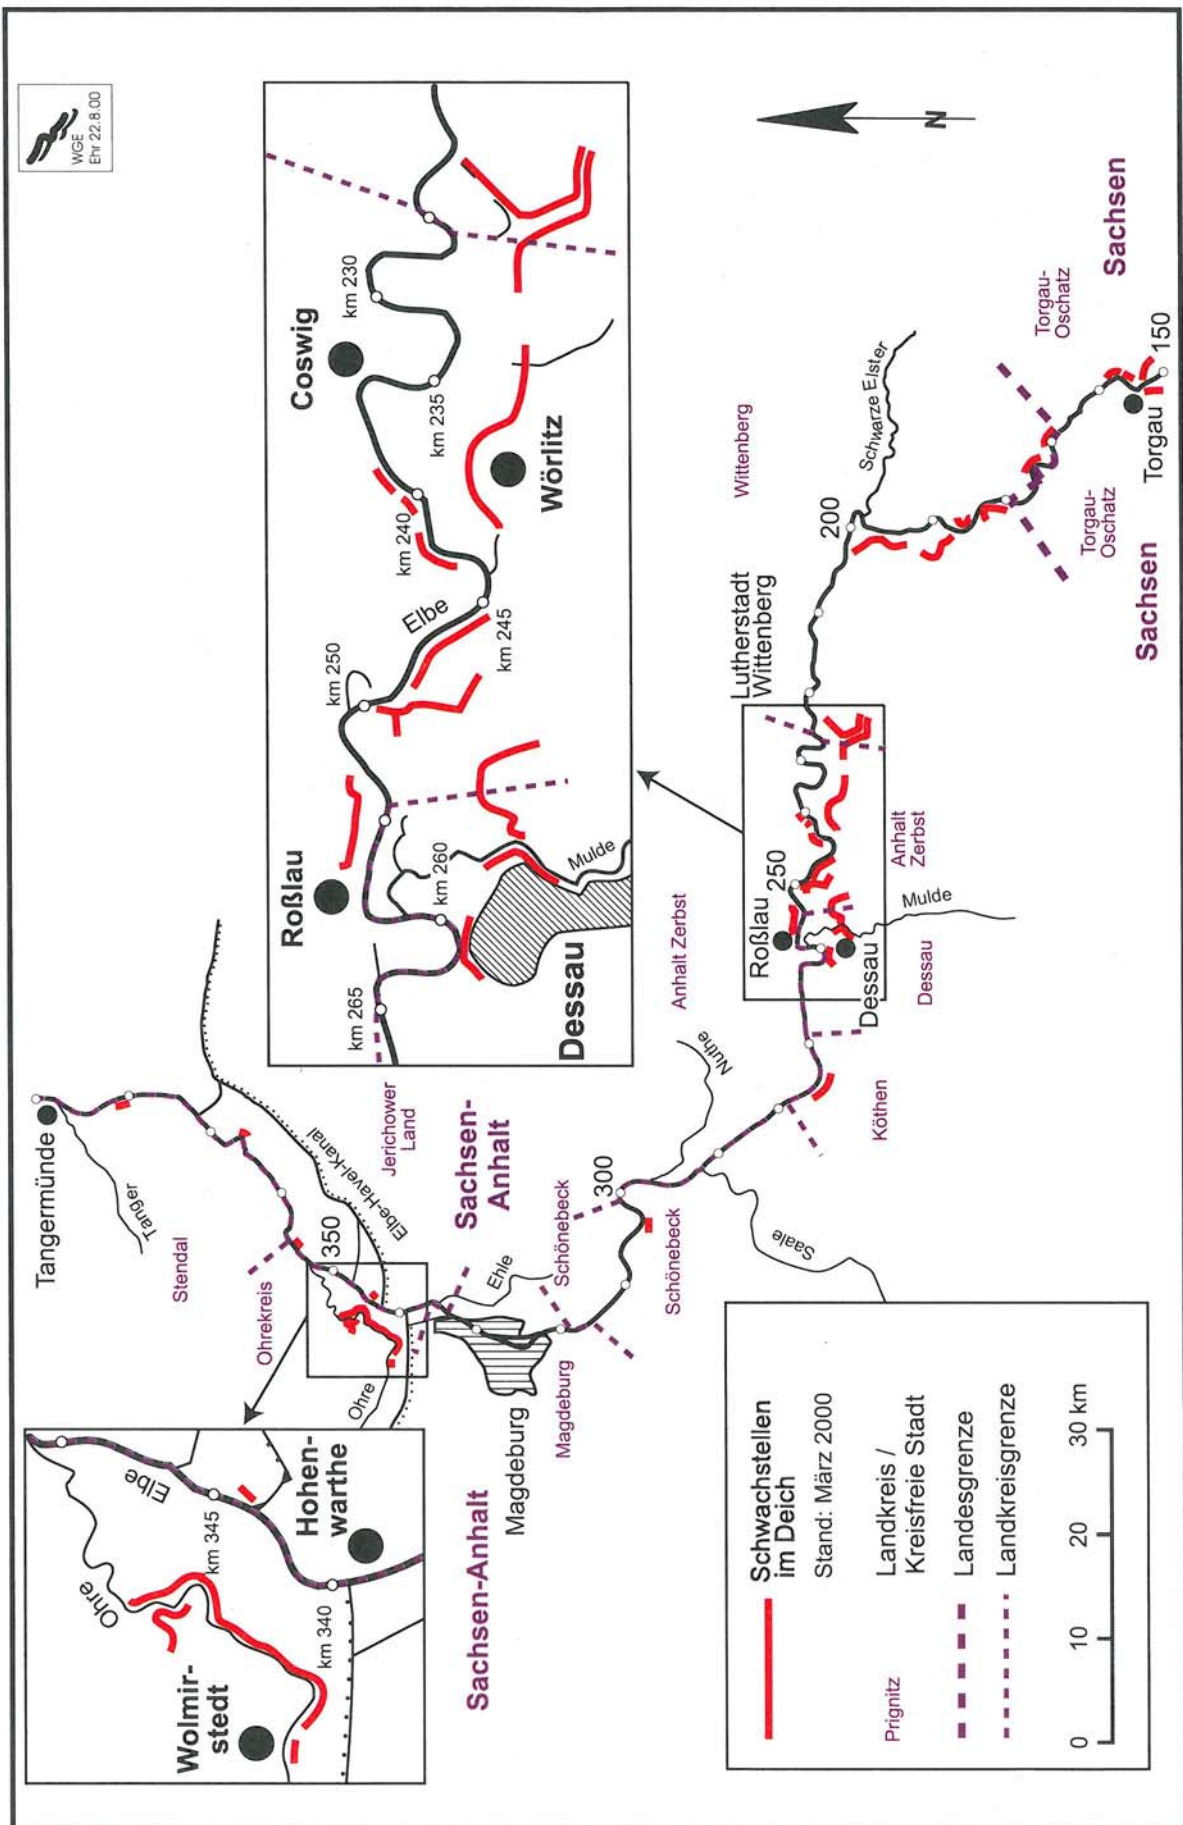 WGE
Ehr 22.8.00
N
Tangermünde
Tanger
Stendal
Ohrekreis
350
Elbe-Havel-Kanal
Jerichower
Land
Sachsen-
Anhalt
Ehle
Ohre
Magdeburg
Magdeburg
Sachsen-Anhalt
Schönebeck
Schönebeck
300
Nuthe
Saale
Anhalt Zerbst
Köthen
Dessau
Dessau
Roßlau
250
Mulde
Anhalt
Zerbst
Lutherstadt
Wittenberg
Wittenberg
200
Schwarze Elster
Torgau-
Oschatz
Sachsen
Torgau-
Oschatz
Sachsen
Torgau
150
Wolmir-
stedt
Ohre
Elbe
km 345
km 340
Hohen-
warthe
Roßlau
Coswig
km 265
km 260
km 250
Elbe
km 245
km 240
km 235
km 230
Wörlitz
Mulde
Dessau
Schwachstellen
im Deich
Stand: März 2000
Prignitz
Landkreis /
Kreisfreie Stadt
Landesgrenze
Landkreisgrenze
0
10
20
30 km